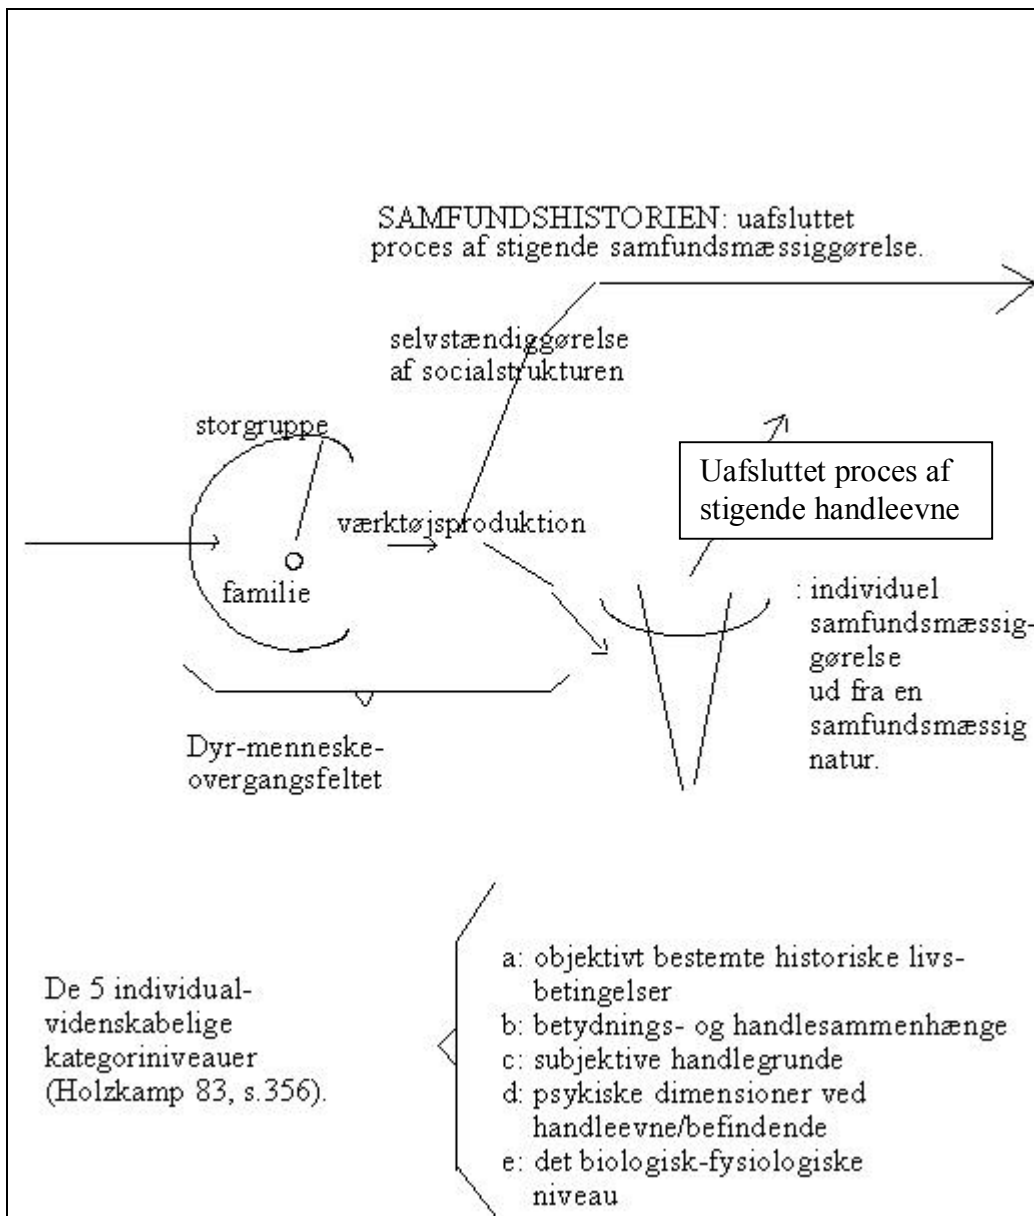 SAMFUNDSHISTORIEN: uafsluttet
proces af stigende samfundsmæssiggørelse.
selvstændiggørelse
af socialstrukturen
storgruppe
Uafsluttet proces af
stigende handleevne
værktøjsproduktion
familie
: individuel
samfundsmæssig-
gørelse
ud fra en
samfundsmæssig
natur.
Dyr-menneske-
overgangsfeltet
De 5 individual-
videnskabelige
kategoriniveauer
(Holzkamp 83, s.356).
a: objektivt bestemte historiske livs-
betingelser
b: betydnings- og handlesammenhænge
c: subjektive handlegrunde
d: psykiske dimensioner ved
handleevne/befindende
e: det biologisk-fysiologiske
niveau